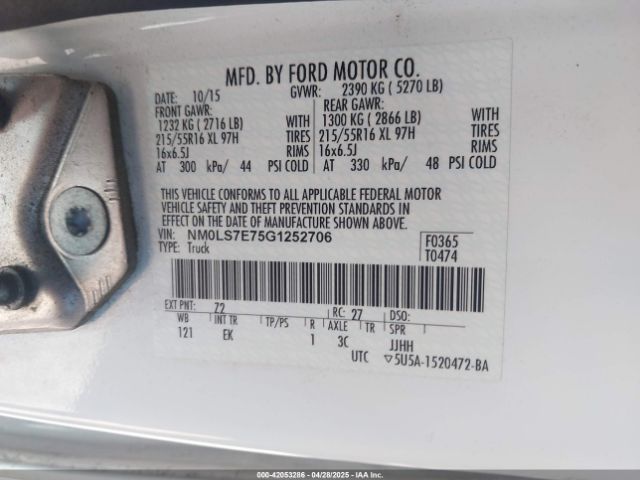 MFD. BY FORD MOTOR CO.
DATE: 10/15 GVWR: 2390 KG ( 5270 LB)
FRONT GAWR: REAR GAWR:
1232 KG ( 2716 LB) WITH 1300 KG ( 2866 LB) WITH
215/55R16 XL 97H TIRES 215/55R16 XL 97H TIRES
16x6.5J RIMS 16x6.5J RIMS
AT 300 kPa/ 44 PSI COLD AT 330 kPa/ 48 PSI COLD
THIS VEHICLE CONFORMS TO ALL APPLICABLE FEDERAL MOTOR
VEHICLE SAFETY AND THEFT PREVENTION STANDARDS IN
EFFECT ON THE DATE OF MANUFACTURE SHOWN ABOVE.
VIN: NM0LS7E75G1252706 F0365
TYPE: Truck T0474
EXT PNT: 72 RC: 27 DSO:
WB INT TR TP/PS R AXLE TR SPR
121 EK 1 3C JJHH
UTC ▽5U5A-1520472-BA
000-42053286 - 04/28/2025 - IAAI, Inc.